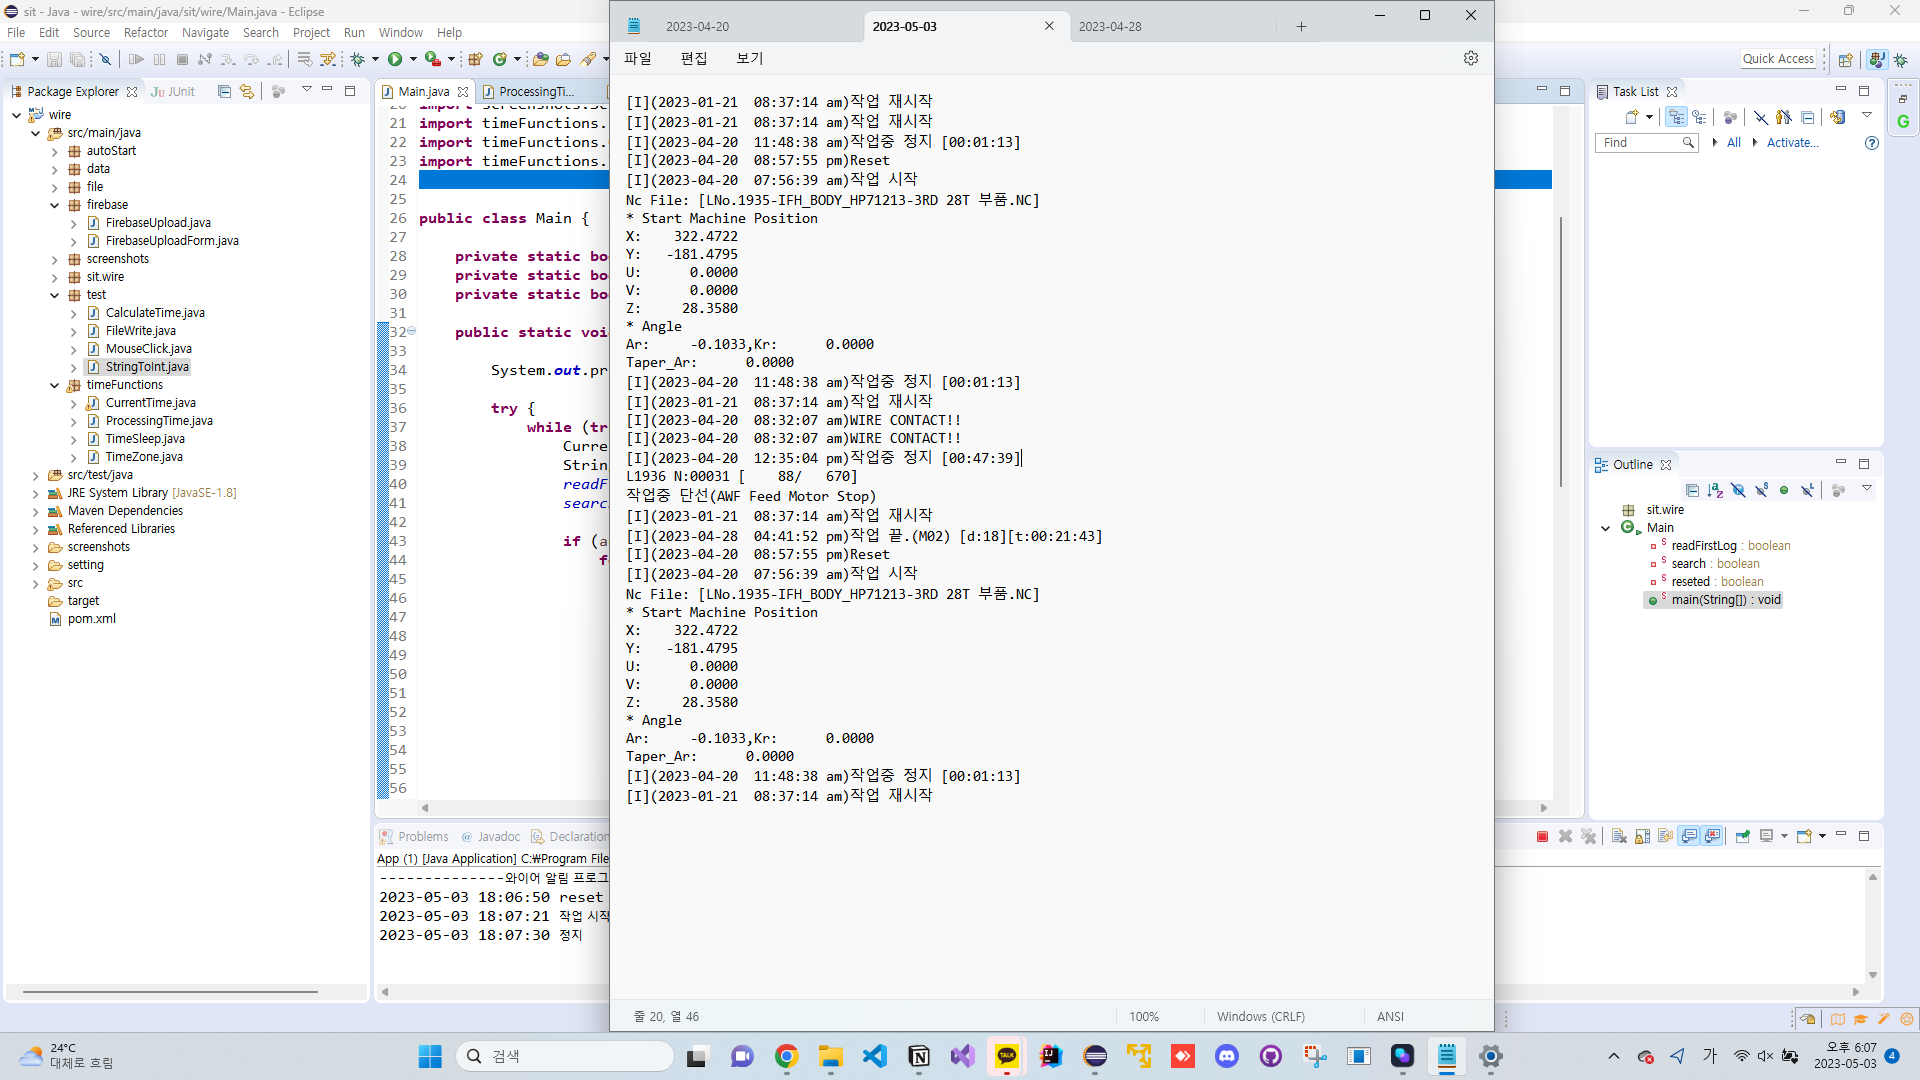 sit - Java - wire/src/main/java/sit/wire/Main.java - Eclipse
File Edit Source Refactor Navigate Search Project Run Window Help
Quick Access
Package Explorer
JUnit
wire
src/main/java
autoStart
data
file
firebase
FirebaseUpload.java
FirebaseUploadForm.java
screenshots
sit.wire
test
CalculateTime.java
FileWrite.java
MouseClick.java
StringToInt.java
timeFunctions
CurrentTime.java
ProcessingTime.java
TimeSleep.java
TimeZone.java
src/test/java
JRE System Library [JavaSE-1.8]
Maven Dependencies
Referenced Libraries
screenshots
setting
src
target
pom.xml
Main.java
ProcessingTi...
21 import timeFunctions.
22 import timeFunctions.
23 import timeFunctions.
24
25
26 public class Main {
27
28 private static bo
29 private static bo
30 private static bo
31
32 public static voi
33
34 System.out.pr
35
36 try {
37 while (tr
38 Curre
39 Strin
40 readF
41 searc
42
43 if (a
44 fo
45
46
47
48
49
50
51
52
53
54
55
56
Problems @ Javadoc Declaration
App (1) [Java Application] C:₩Program File
--------------와이어 알림 프로그
2023-05-03 18:06:50 reset
2023-05-03 18:07:21 작업 시작
2023-05-03 18:07:30 정지
2023-04-20
2023-05-03
2023-04-28
파일 편집 보기
[I](2023-01-21  08:37:14 am)작업 재시작
[I](2023-01-21  08:37:14 am)작업 재시작
[I](2023-04-20  11:48:38 am)작업중 정지 [00:01:13]
[I](2023-04-20  08:57:55 pm)Reset
[I](2023-04-20  07:56:39 am)작업 시작
Nc File: [LNo.1935-IFH_BODY_HP71213-3RD 28T 부품.NC]
* Start Machine Position
X:    322.4722
Y:   -181.4795
U:      0.0000
V:      0.0000
Z:     28.3580
* Angle
Ar:     -0.1033,Kr:      0.0000
Taper_Ar:      0.0000
[I](2023-04-20  11:48:38 am)작업중 정지 [00:01:13]
[I](2023-01-21  08:37:14 am)작업 재시작
[I](2023-04-20  08:32:07 am)WIRE CONTACT!!
[I](2023-04-20  08:32:07 am)WIRE CONTACT!!
[I](2023-04-20  12:35:04 pm)작업중 정지 [00:47:39]
L1936 N:00031 [    88/   670]
작업중 단선(AWF Feed Motor Stop)
[I](2023-01-21  08:37:14 am)작업 재시작
[I](2023-04-28  04:41:52 pm)작업 끝.(M02) [d:18][t:00:21:43]
[I](2023-04-20  08:57:55 pm)Reset
[I](2023-04-20  07:56:39 am)작업 시작
Nc File: [LNo.1935-IFH_BODY_HP71213-3RD 28T 부품.NC]
* Start Machine Position
X:    322.4722
Y:   -181.4795
U:      0.0000
V:      0.0000
Z:     28.3580
* Angle
Ar:     -0.1033,Kr:      0.0000
Taper_Ar:      0.0000
[I](2023-04-20  11:48:38 am)작업중 정지 [00:01:13]
[I](2023-01-21  08:37:14 am)작업 재시작
줄 20, 열 46
100%
Windows (CRLF)
ANSI
Task List
Find
All
Activate...
Outline
sit.wire
Main
readFirstLog : boolean
search : boolean
reseted : boolean
main(String[]) : void
24°C
대체로 흐림
검색
TALK
가
오후 6:07
2023-05-03
4